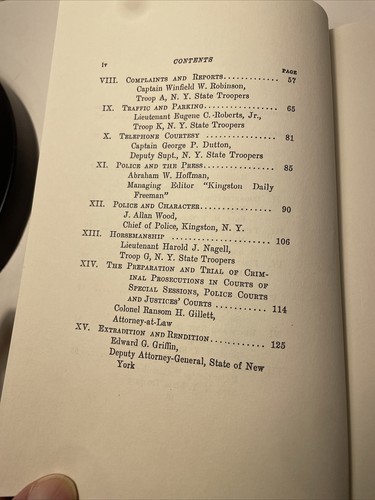 iv CONTENTS
PAGE
VIII. COMPLAINTS AND REPORTS............. 57
Captain Winfield W. Robinson,
Troop A, N. Y. State Troopers
IX. TRAFFIC AND PARKING................ 65
Lieutenant Eugene C. Roberts, Jr.,
Troop K, N. Y. State Troopers
X. TELEPHONE COURTESY ................ 81
Captain George P. Dutton,
Deputy Supt., N. Y. State Troopers
XI. POLICE AND THE PRESS................ 85
Abraham W. Hoffman,
Managing Editor "Kingston Daily
Freeman"
XII. POLICE AND CHARACTER................ 90
J. Allan Wood,
Chief of Police, Kingston, N. Y.
XIII. HORSEMANSHIP ...................... 106
Lieutenant Harold J. Nagell,
Troop G, N. Y. State Troopers
XIV. THE PREPARATION AND TRIAL OF CRIM-
INAL PROSECUTIONS IN COURTS OF
SPECIAL SESSIONS, POLICE COURTS
AND JUSTICES' COURTS ............ 114
Colonel Ransom H. Gillett,
Attorney-at-Law
XV. EXTRADITION AND RENDITION............ 125
Edward G. Griffin,
Deputy Attorney-General, State of New
York